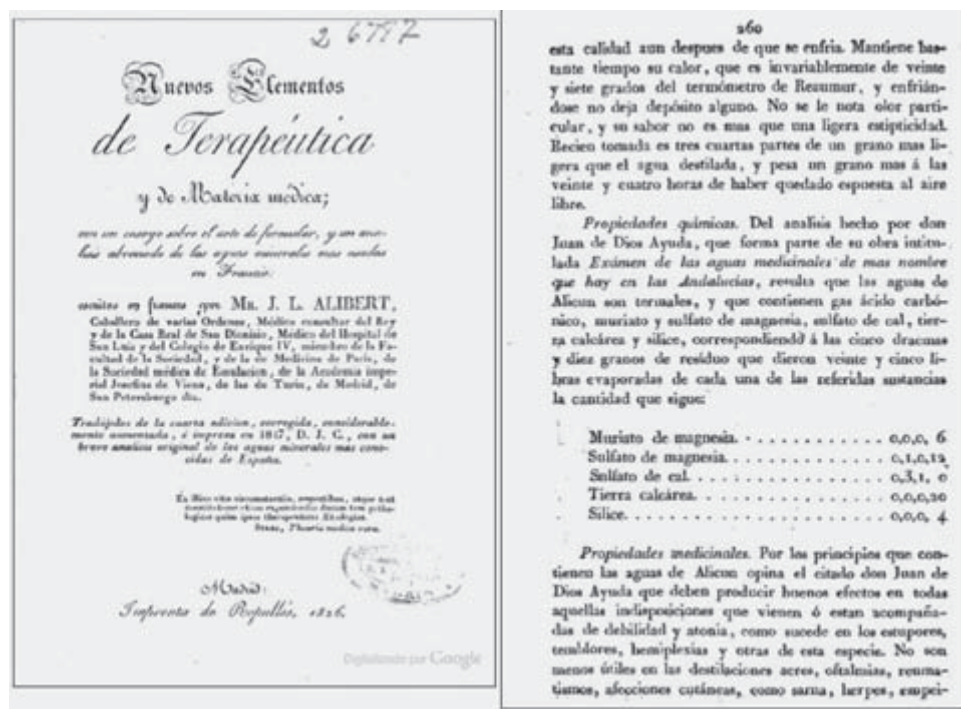 2 6797
Nuevos Elementos
de Terapéutica
y de Materia médica;
con un ensayo sobre el arte de formular, y un aná-
lisis abreviado de las aguas minerales mas usadas
en Francia:
escritos en frances por MR. J. L. ALIBERT,
Caballero de varias Ordenes, Médico consultor del Rey
y de la Casa Real de San Dionisio, Médico del Hospital de
San Luis y del Colegio de Enrique IV, miembro de la Fa-
cultad de la Sociedad, y de la de Medicina de Paris, de
la Sociedad médica de Emulacion, de la Academia impe-
rial Josefina de Viena, de las de Turin, de Madrid, de
San Petersburgo &c.
Traducidos de la cuarta edicion, corregida, considerable-
mente aumentada, é impresa en 1817, D. J. C., con un
breve analisis original de las aguas minerales mas cono-
cidas de España.
Madrid:
Imprenta de Repullés, 1826.
Digitalizado por Google
260
esta calidad aun despues de que se enfria. Mantiene bas-
tante tiempo su calor, que es invariablemente de veinte
y siete grados del termómetro de Reaumur, y enfrián-
dose no deja depósito alguno. No se le nota olor parti-
cular, y su sabor no es mas que una ligera estipticidad.
Recien tomada es tres cuartas partes de un grano mas li-
gera que el agua destilada, y pesa un grano mas á las
veinte y cuatro horas de haber quedado espuesta al aire
libre.
Propiedades químicas. Del analisis hecho por don
Juan de Dios Ayuda, que forma parte de su obra intitu-
lada Exámen de las aguas medicinales de mas nombre
que hay en las Andalucías, resulta que las aguas de
Alicun son termales, y que contienen gas ácido carbó-
nico, muriato y sulfato de magnesia, sulfato de cal, tier-
ra calcárea y silice, correspondiendo á las cinco dracmas
y diez granos de residuo que dieron veinte y cinco li-
bras evaporadas de cada una de las referidas sustancias
la cantidad que sigue:
Muriato de magnesia. . . . . . . . . . . . . 0,0,0, 6
Sulfato de magnesia. . . . . . . . . . . . . 0,1,0,12
Sulfato de cal. . . . . . . . . . . . . . . . 0,3,1, 0
Tierra calcárea. . . . . . . . . . . . . . . 0,0,0,20
Silice. . . . . . . . . . . . . . . . . . . . 0,0,0, 4
Propiedades medicinales. Por los principios que con-
tienen las aguas de Alicun opina el citado don Juan de
Dios Ayuda que deben producir buenos efectos en todas
aquellas indisposiciones que vienen ó estan acompaña-
das de debilidad y atonia, como sucede en los estupores,
temblores, hemiplexias y otras de esta especie. No son
menos útiles en las destilaciones acres, oftalmias, reuma-
tismos, afecciones cutáneas, como sarna, herpes, empei-